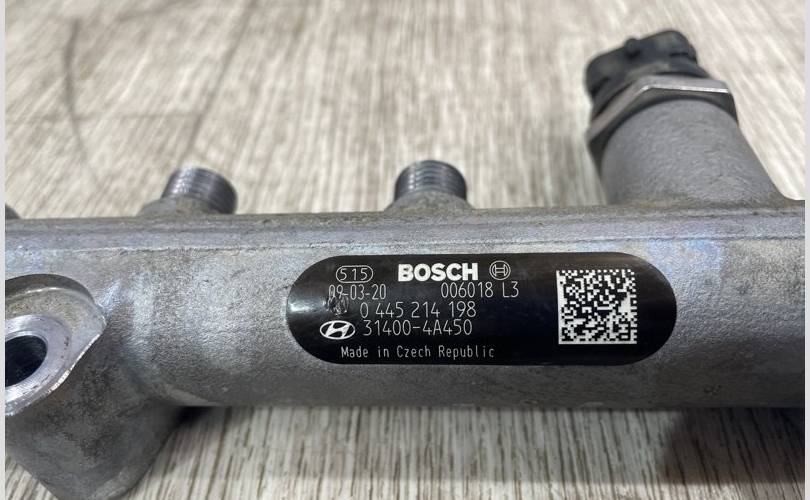 515 BOSCH
09-03-20 006018 L3
0 445 214 198
31400-4A450
Made in Czech Republic